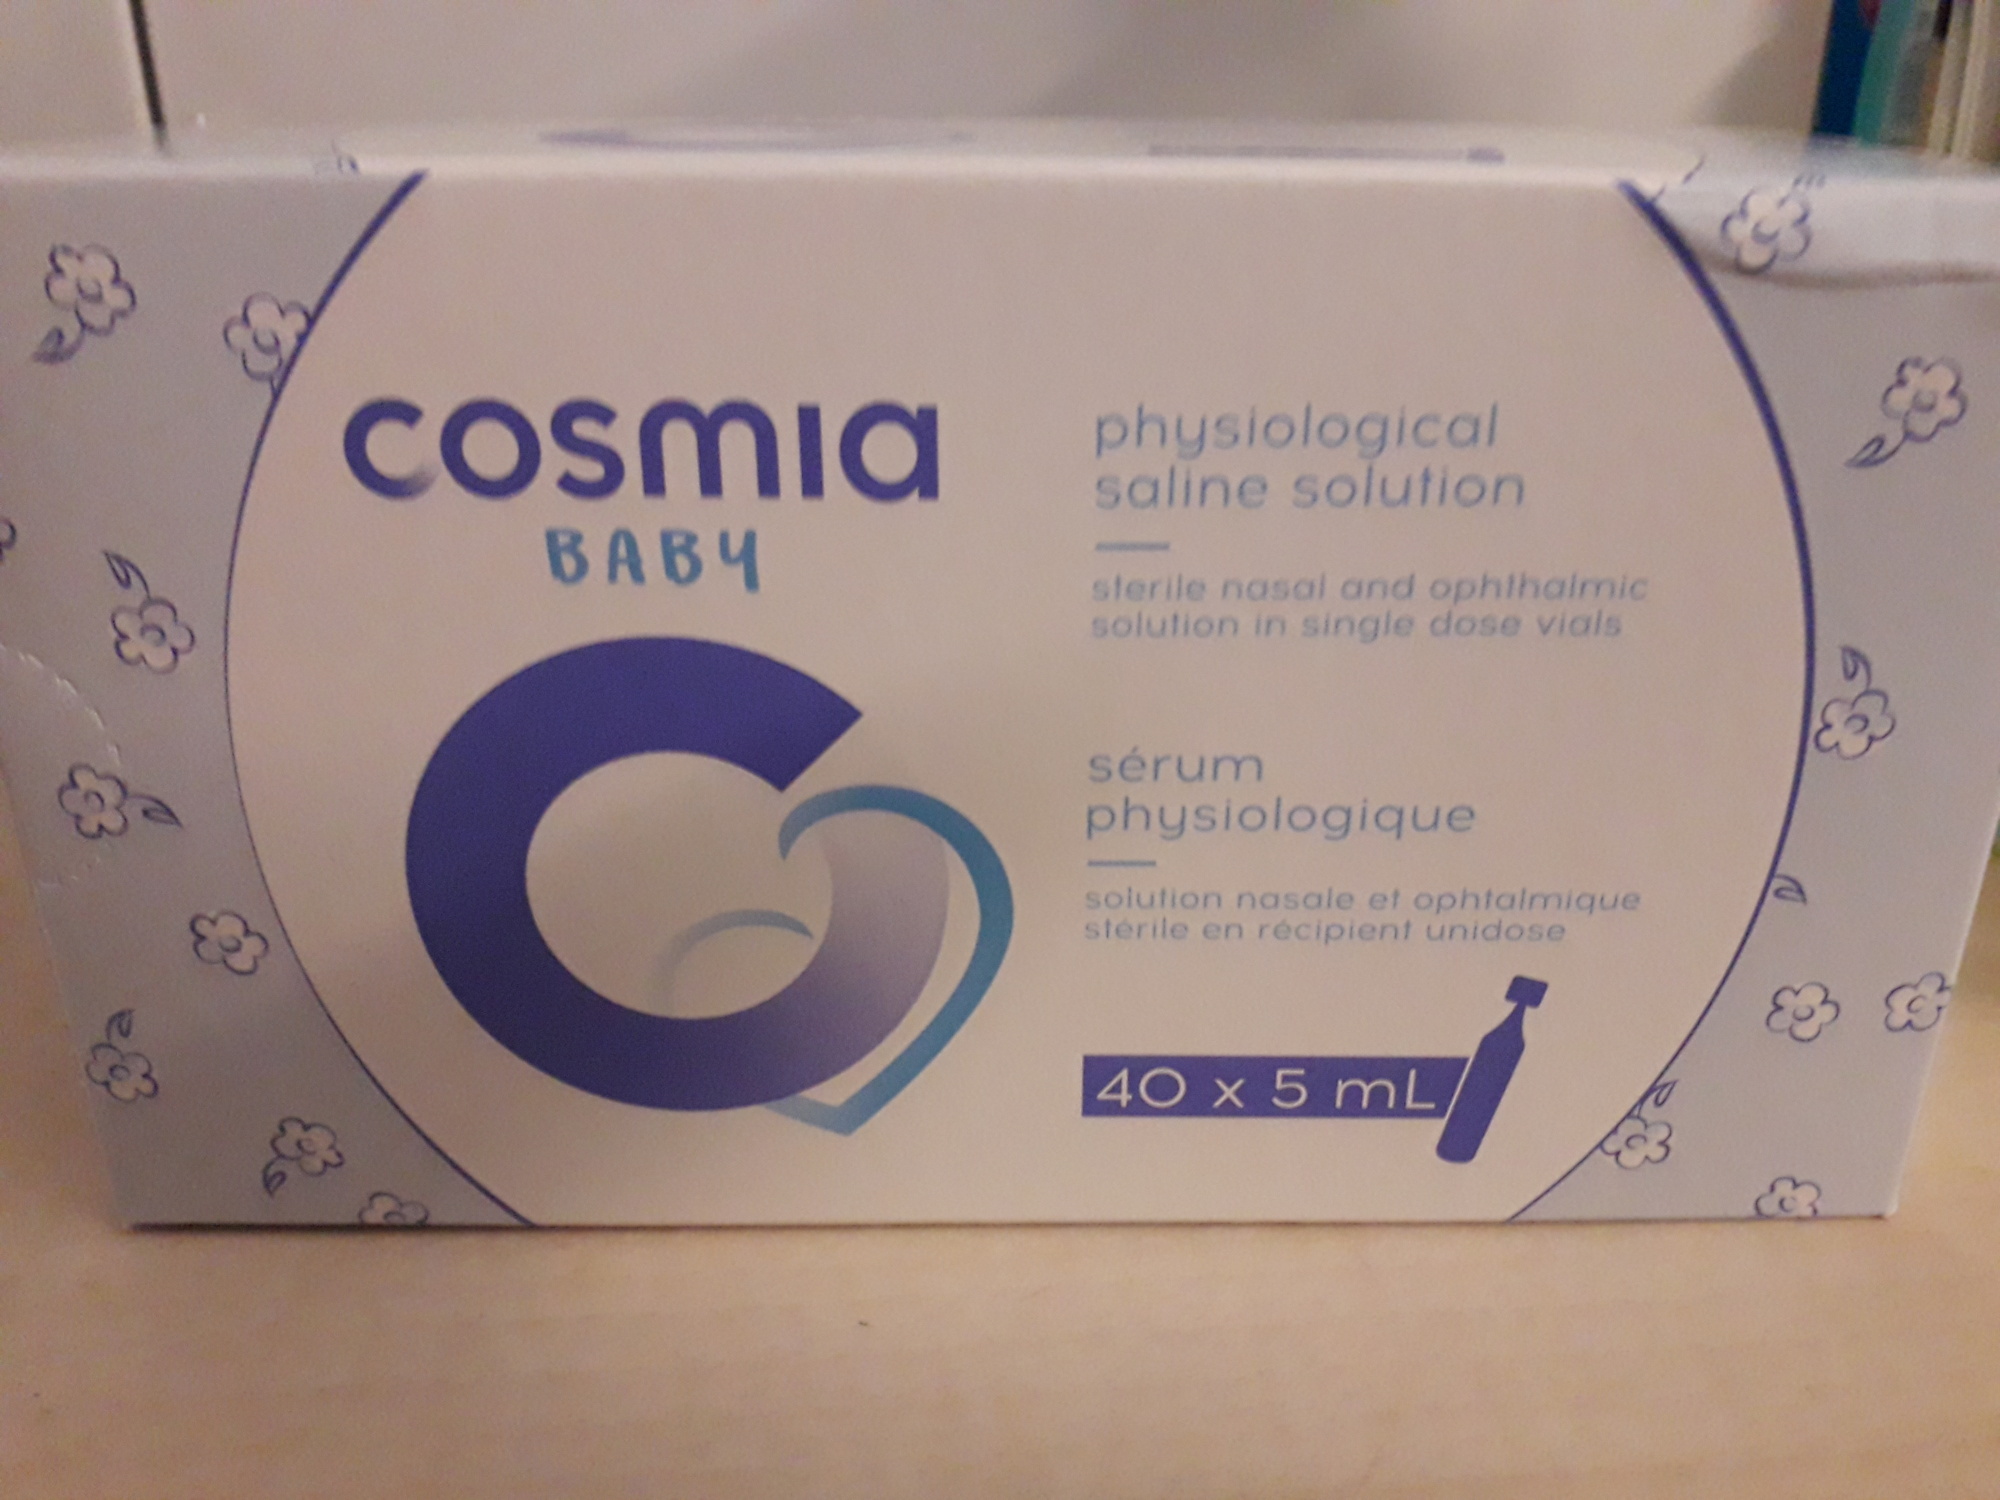 cosmia
BABY
physiological
saline solution
sterile nasal and ophthalmic
solution in single dose vials
sérum
physiologique
solution nasale et ophtalmique
stérile en récipient unidose
40 x 5 mL